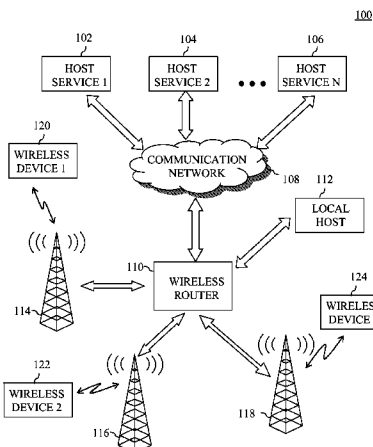 100
102
104
106
HOST
SERVICE 1
HOST
SERVICE 2
HOST
SERVICE N
120
WIRELESS
DEVICE 1
COMMUNICATION
NETWORK
108
112
LOCAL
HOST
110
WIRELESS
ROUTER
114
124
DEVICE
122
WIRELESS
DEVICE 2
116
118